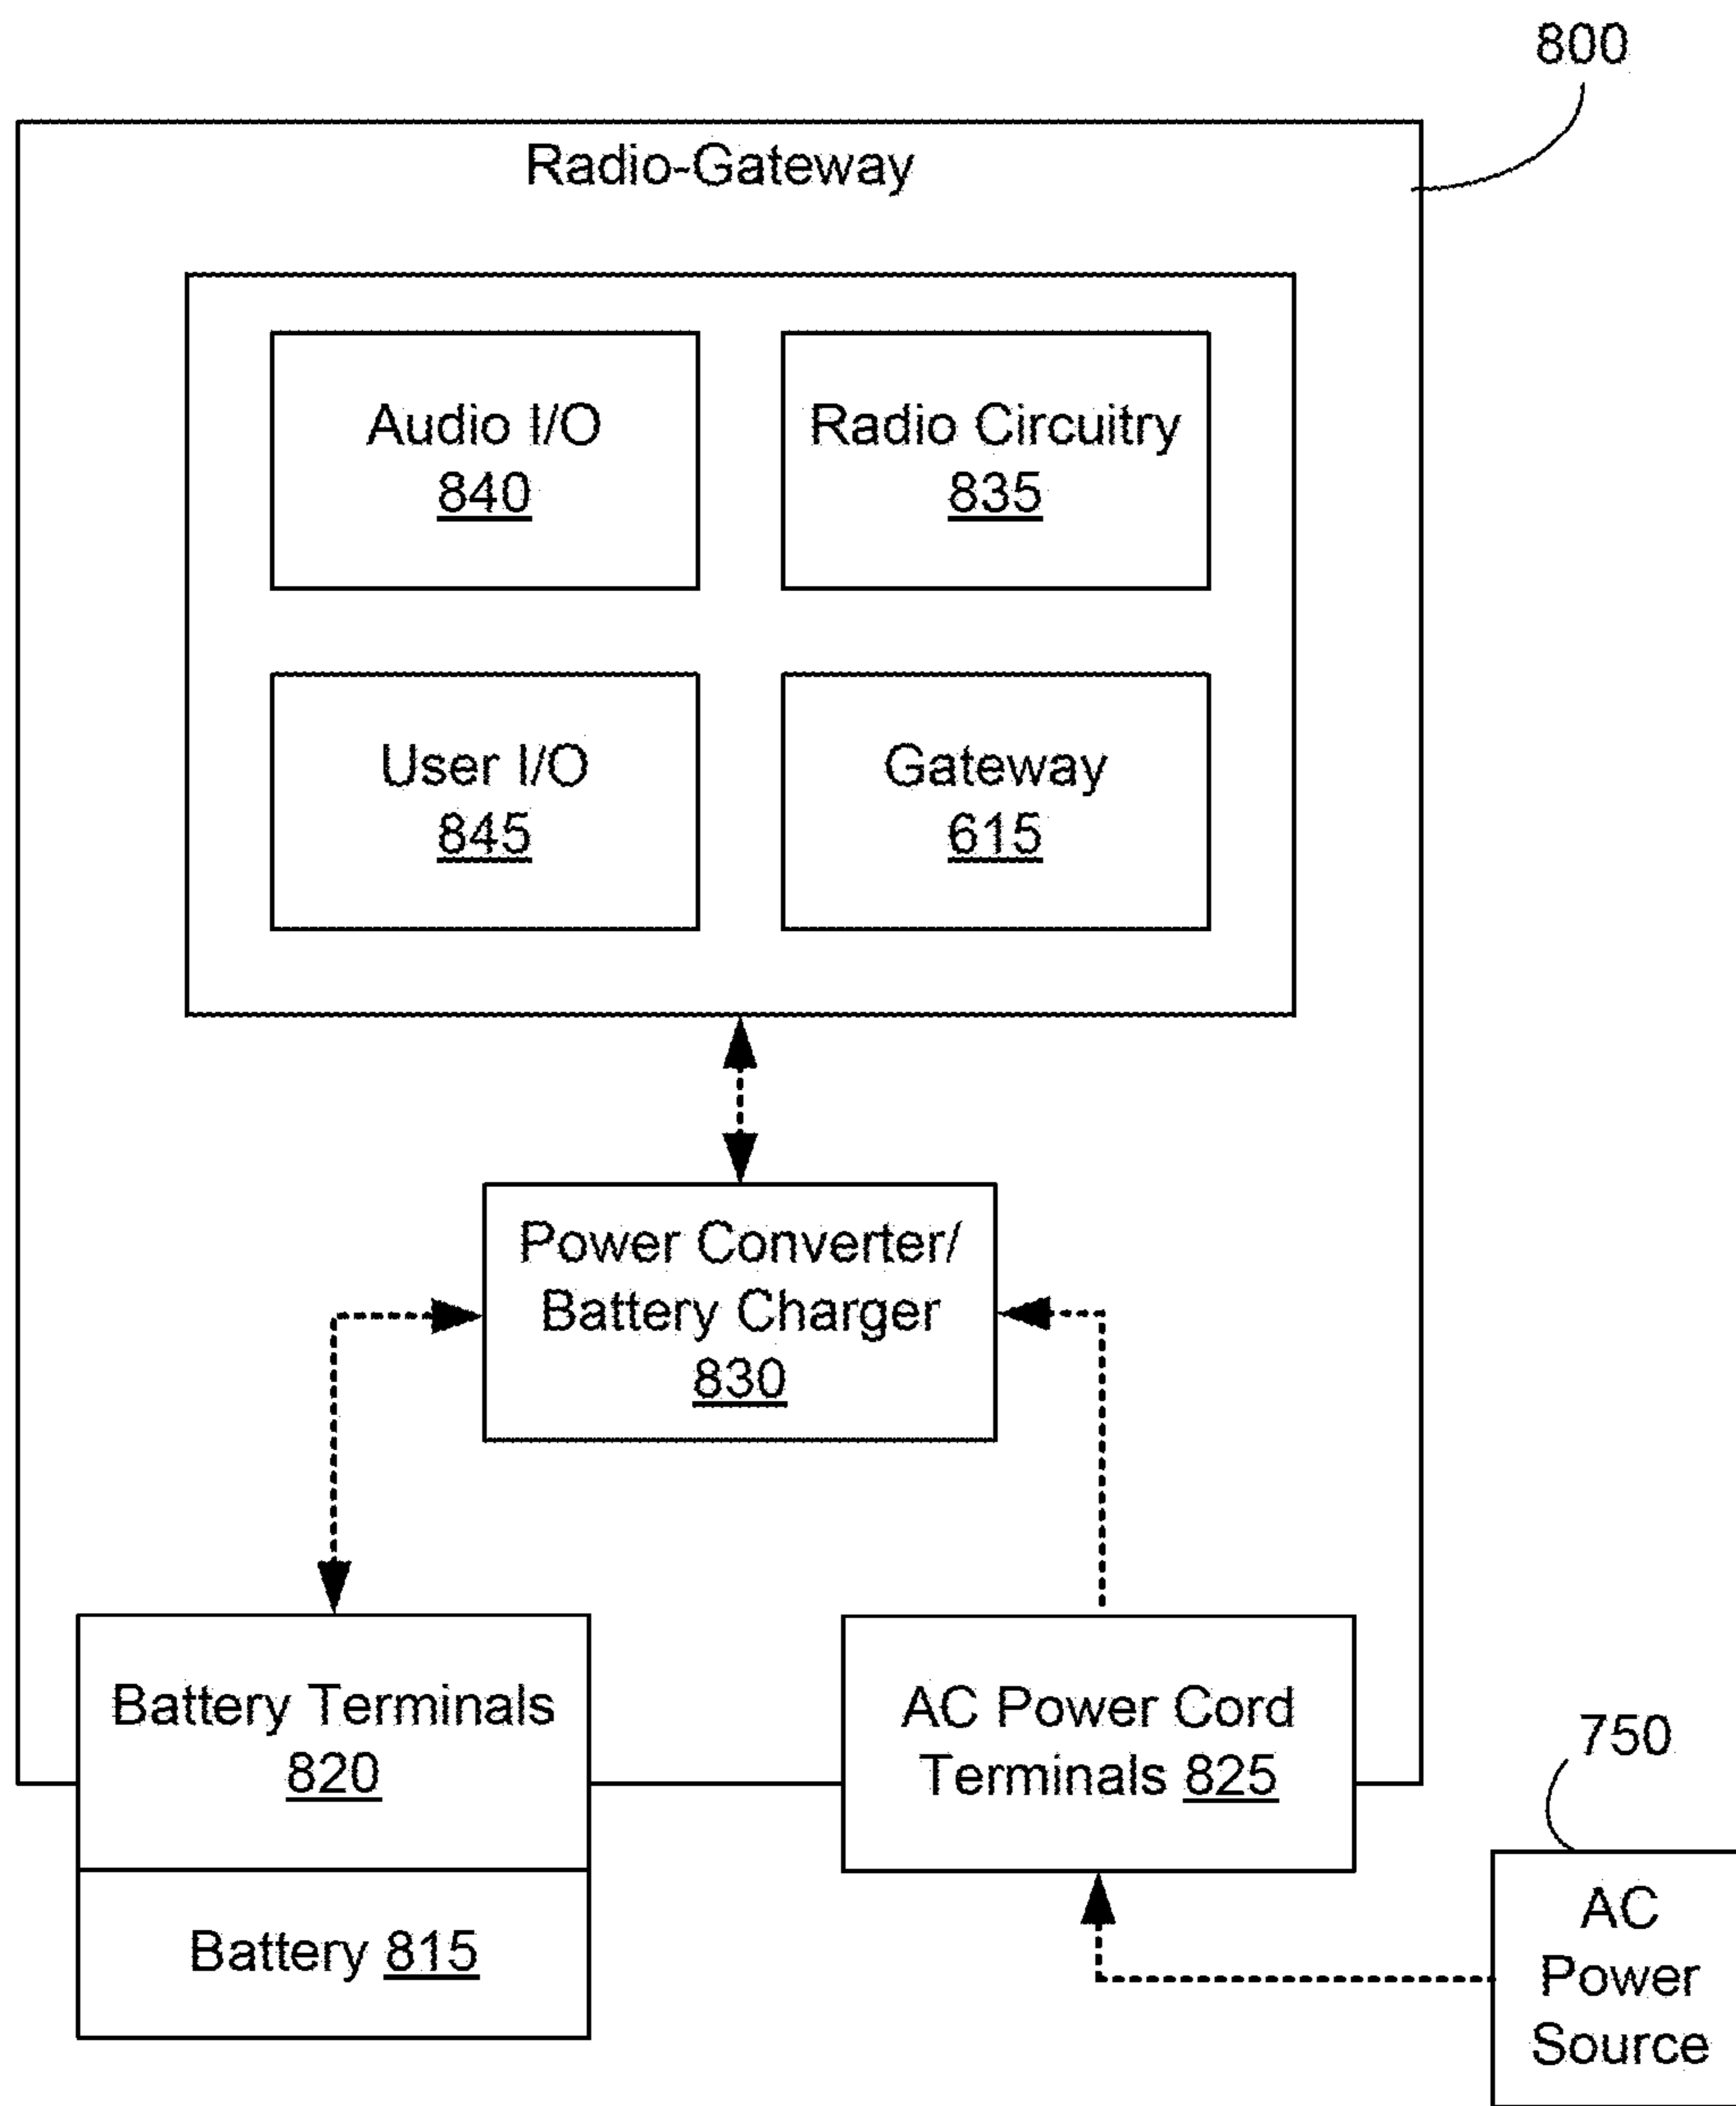 800
Radio-Gateway
Audio I/O
840
Radio Circuitry
835
User I/O
845
Gateway
615
Power Converter/
Battery Charger
830
Battery Terminals
820
AC Power Cord
Terminals 825
Battery 815
750
AC
Power
Source